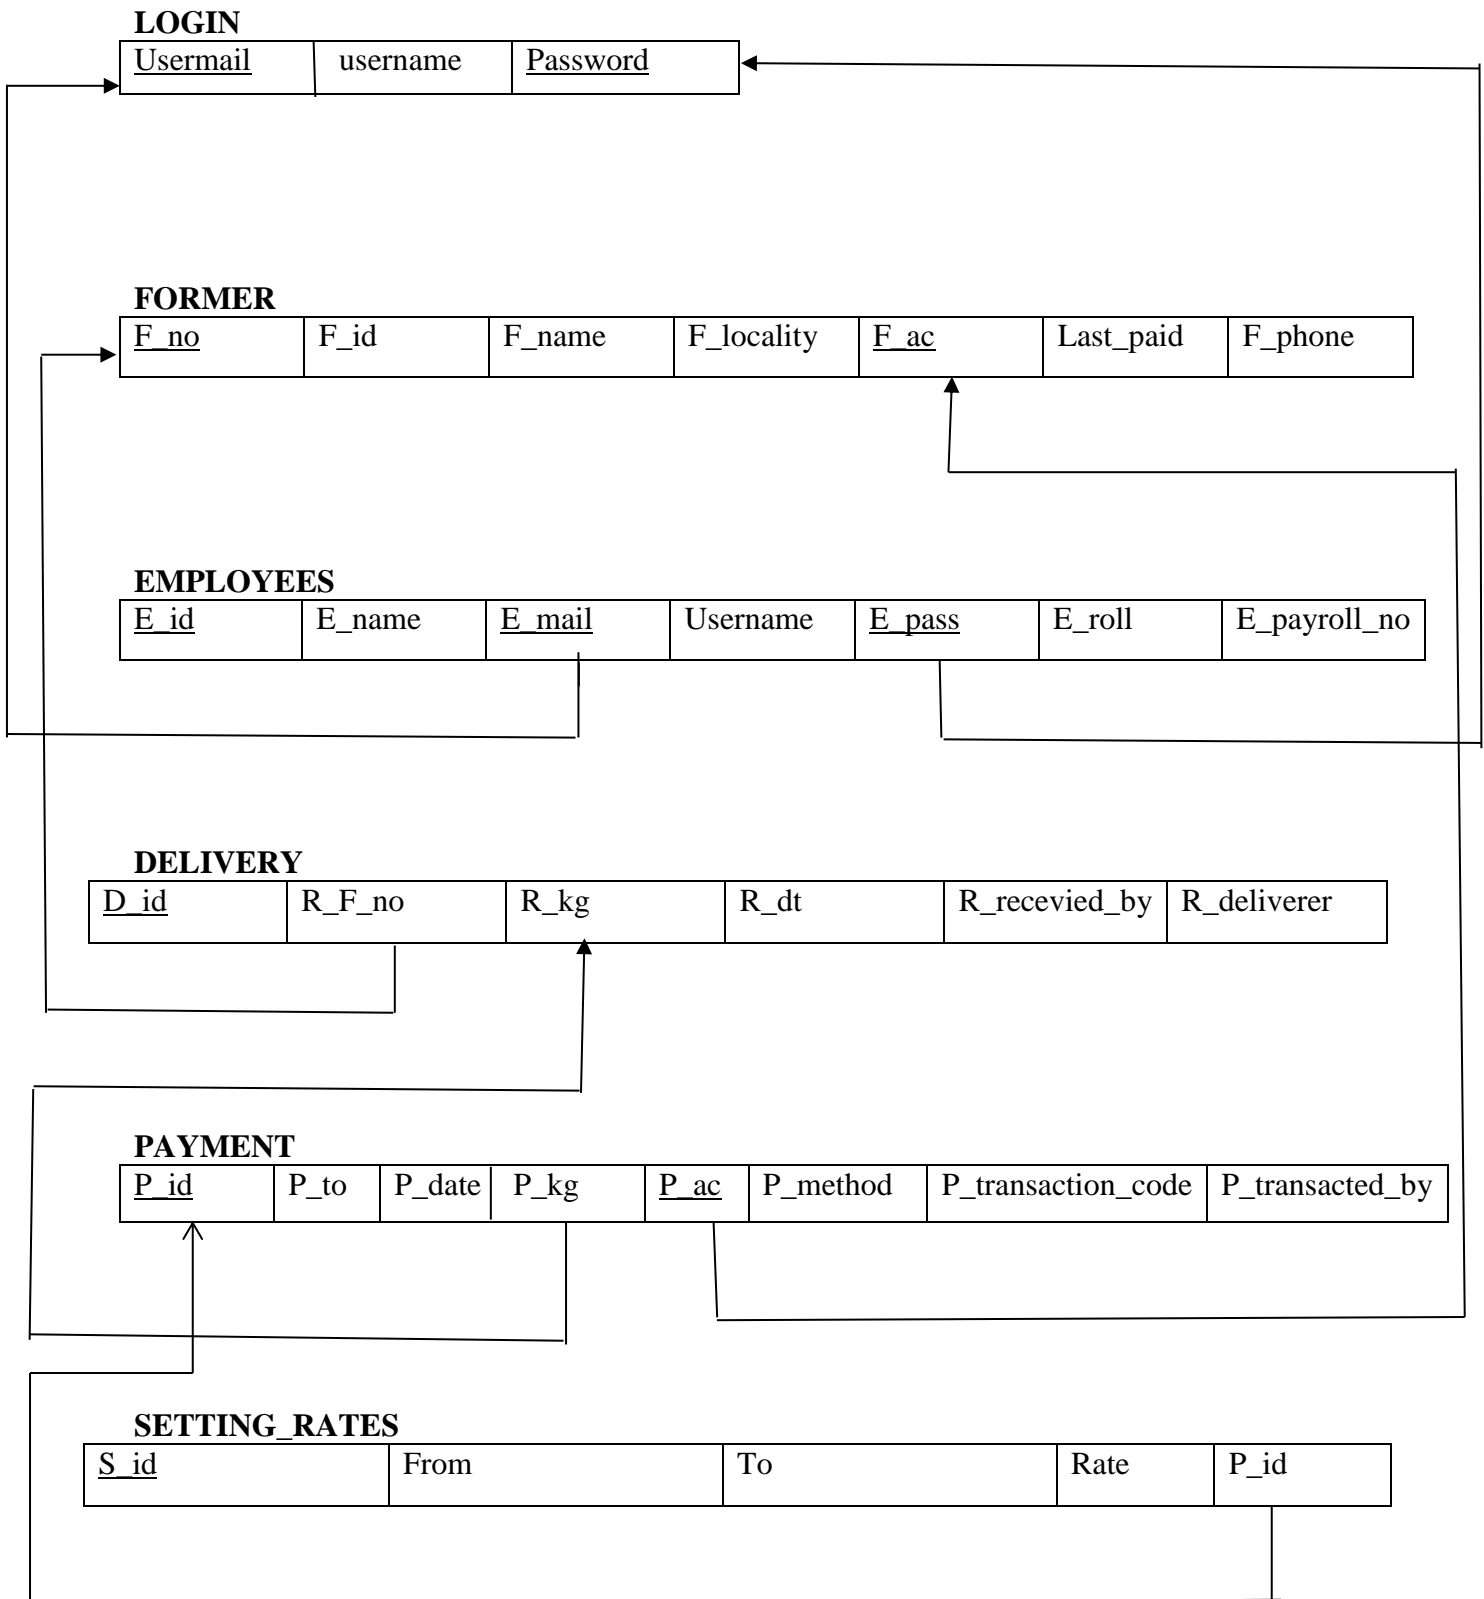 LOGIN
Usermail username Password
FORMER
F_no F_id F_name F_locality F_ac Last_paid F_phone
EMPLOYEES
E_id E_name E_mail Username E_pass E_roll E_payroll_no
DELIVERY
D_id R_F_no R_kg R_dt R_recevied_by R_deliverer
PAYMENT
P_id P_to P_date P_kg P_ac P_method P_transaction_code P_transacted_by
SETTING_RATES
S_id From To Rate P_id